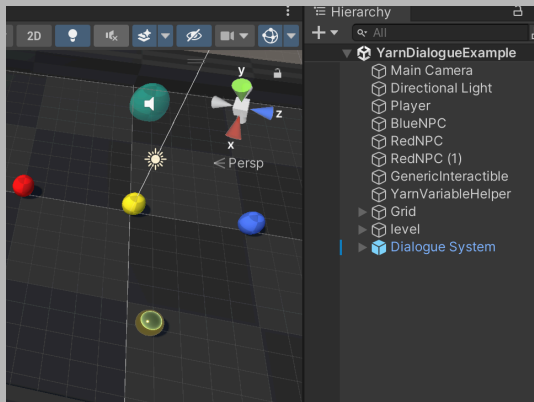 Hierarchy
2D
All
YarnDialogueExample
Main Camera
Directional Light
Player
BlueNPC
RedNPC
RedNPC (1)
GenericInteractible
YarnVariableHelper
Grid
level
Dialogue System
y
z
x
Persp